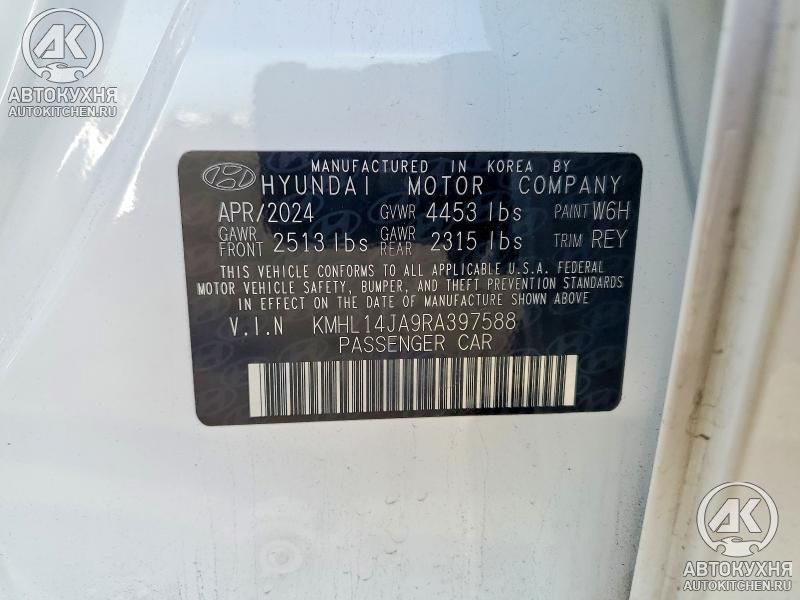 АК
АВТОКУХНЯ
AUTOKITCHEN.RU
MANUFACTURED IN KOREA BY
HYUNDAI MOTOR COMPANY
APR/2024 GVWR 4453 lbs PAINT W6H
GAWR FRONT 2513 lbs GAWR REAR 2315 lbs TRIM REY
THIS VEHICLE CONFORMS TO ALL APPLICABLE U.S.A. FEDERAL
MOTOR VEHICLE SAFETY, BUMPER, AND THEFT PREVENTION STANDARDS
IN EFFECT ON THE DATE OF MANUFACTURE SHOWN ABOVE
V.I.N KMHL14JA9RA397588
PASSENGER CAR
АК
АВТОКУХНЯ
AUTOKITCHEN.RU